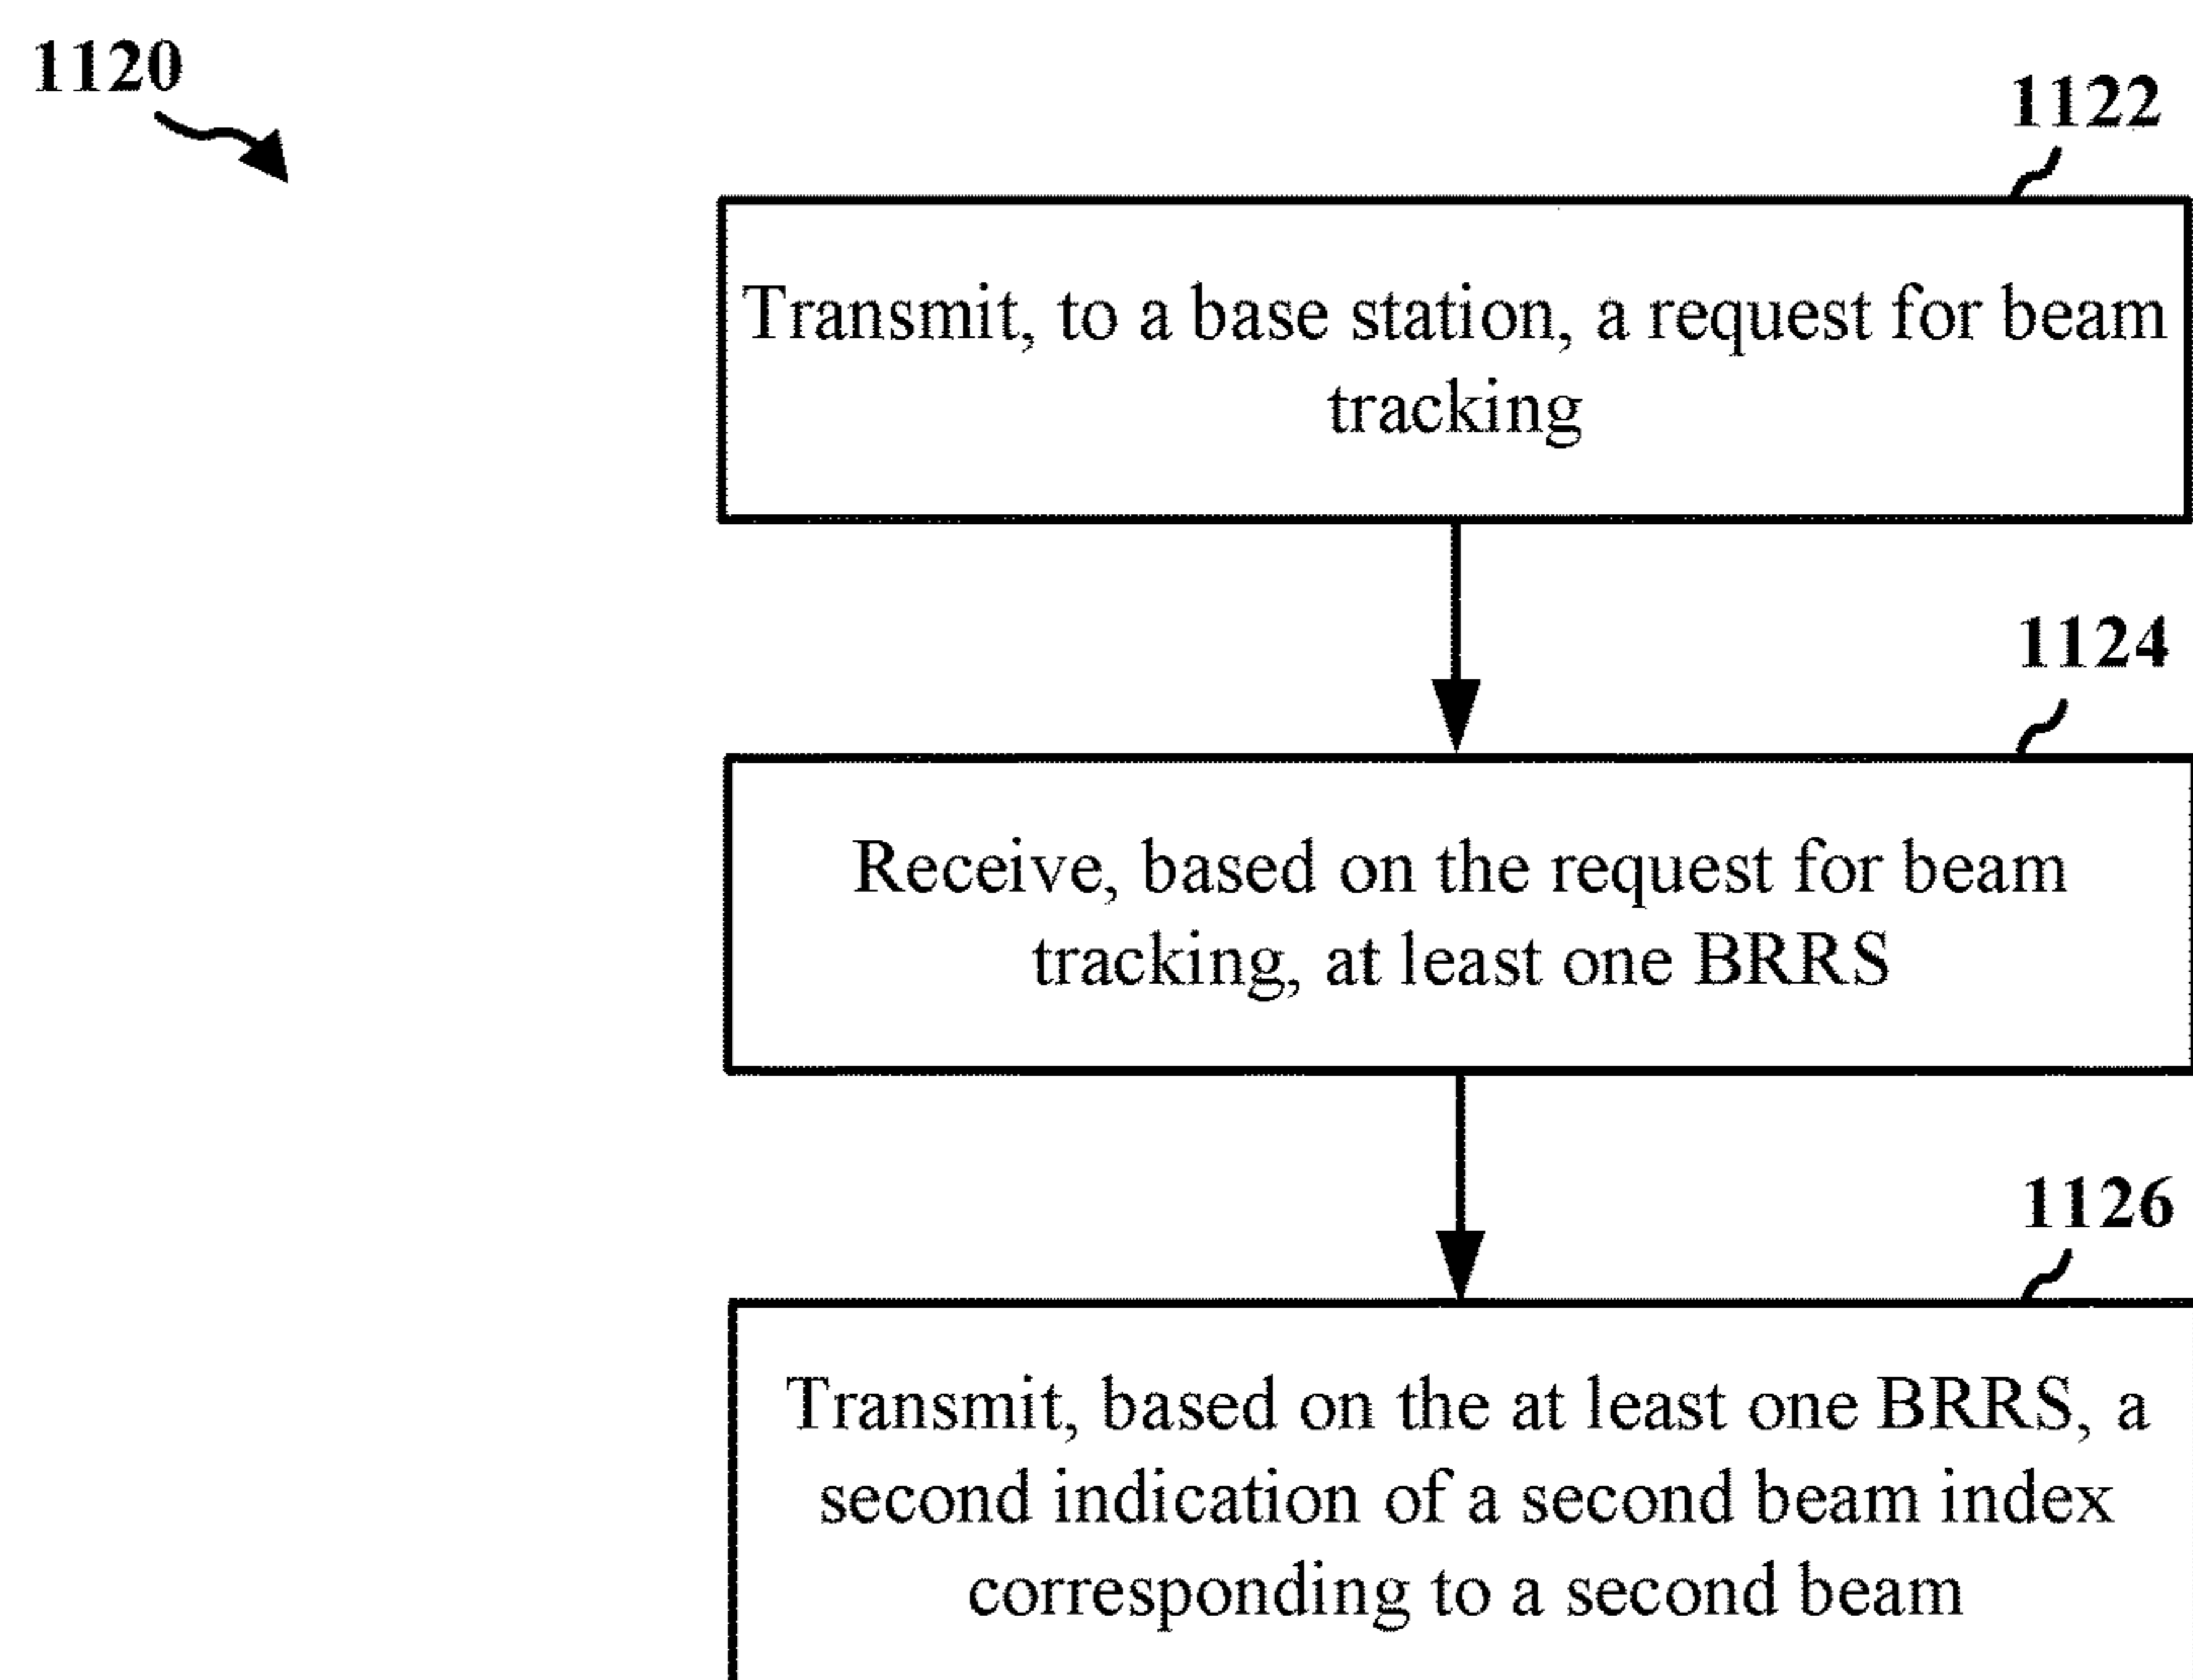 1120
1122
Transmit, to a base station, a request for beam
tracking
1124
Receive, based on the request for beam
tracking, at least one BRRS
1126
Transmit, based on the at least one BRRS, a
second indication of a second beam index
corresponding to a second beam